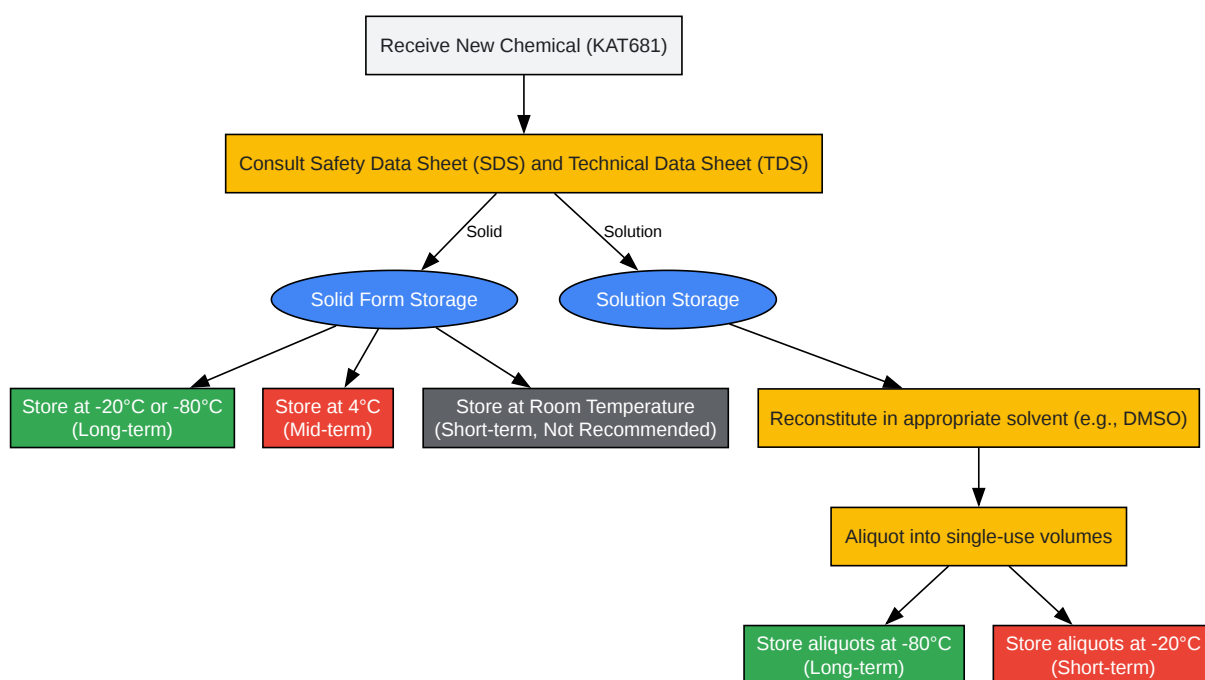 Receive New Chemical (KAT681)
Consult Safety Data Sheet (SDS) and Technical Data Sheet (TDS)
Solid
Solution
Solid Form Storage
Solution Storage
Store at -20°C or -80°C
(Long-term)
Store at 4°C
(Mid-term)
Store at Room Temperature
(Short-term, Not Recommended)
Reconstitute in appropriate solvent (e.g., DMSO)
Aliquot into single-use volumes
Store aliquots at -80°C
(Long-term)
Store aliquots at -20°C
(Short-term)